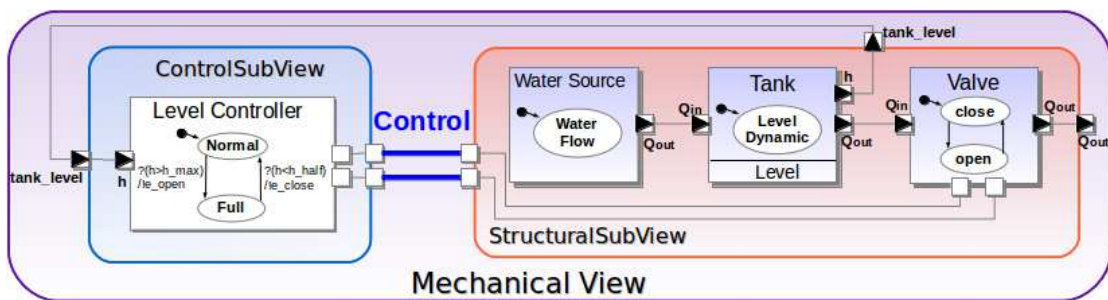 tank_level
ControlSubView
Level Controller
Normal
?(h>h_max)
/!e_open
?(h<h_half)
/!e_close
Full
tank_level
h
Control
Water Source
Water
Flow
Qout
Qin
Tank
Level
Dynamic
Level
h
Qout
Qin
Valve
close
open
Qout
Qout
StructuralSubView
Mechanical View